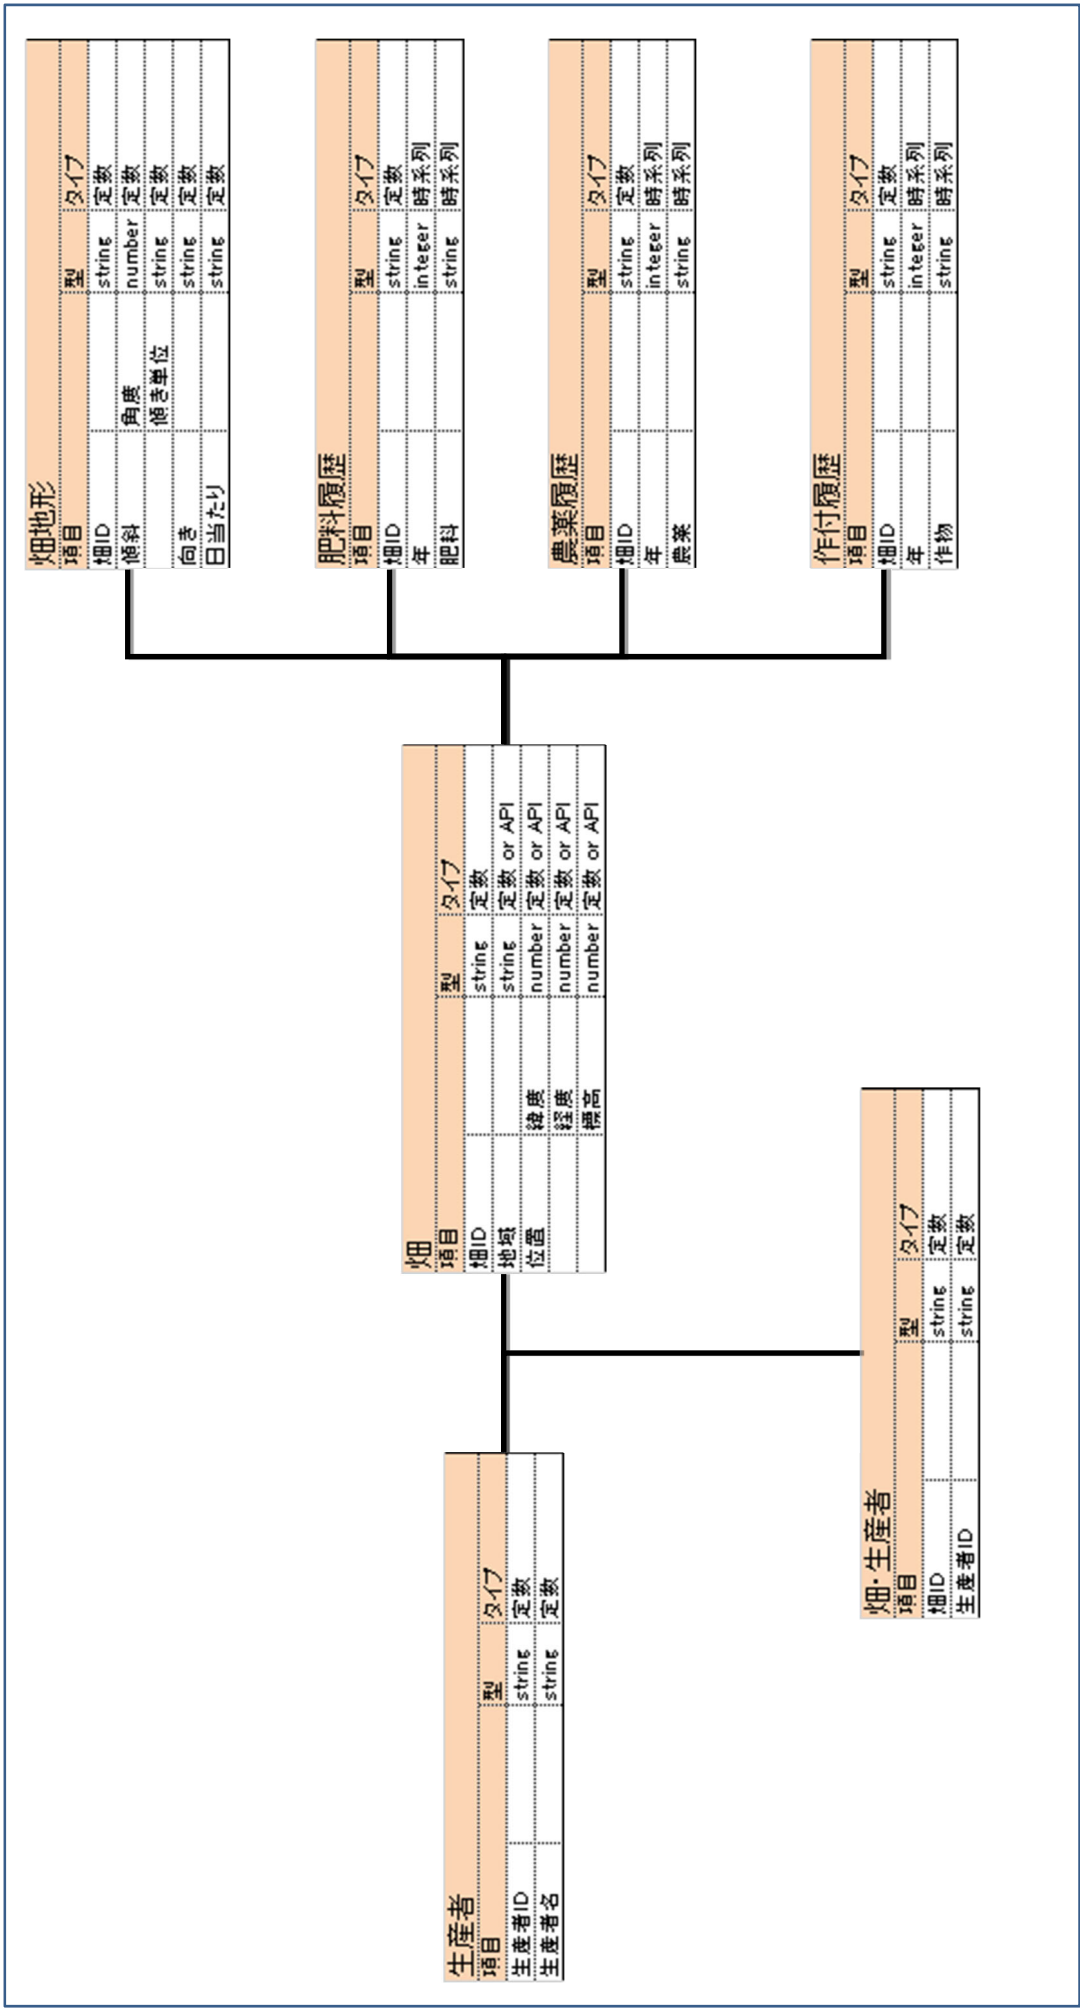 生産者
項目 型 タイプ
生産者ID string 定数
生産者名 string 定数
畑
項目 型 タイプ
畑ID string 定数
地域 string 定数 or API
位置 緯度 number 定数 or API
経度 number 定数 or API
標高 number 定数 or API
畑・生産者
項目 型 タイプ
畑ID string 定数
生産者ID string 定数
畑地形
項目 型 タイプ
畑ID string 定数
傾斜 角度 number 定数
傾き単位 string 定数
向き string 定数
日当たり string 定数
肥料履歴
項目 型 タイプ
畑ID string 定数
年 integer 時系列
肥料 string 時系列
農薬履歴
項目 型 タイプ
畑ID string 定数
年 integer 時系列
農薬 string 時系列
作付履歴
項目 型 タイプ
畑ID string 定数
年 integer 時系列
作物 string 時系列